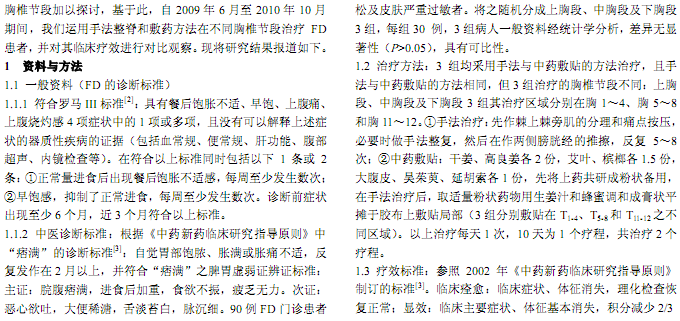 胸椎节段加以探讨，基于此，自 2009 年 6 月至 2010 年 10 月
期间，我们运用手法整脊和敷药方法在不同胸椎节段治疗 FD
患者，并对其临床疗效进行对比观察。现将研究结果报道如下。
1 资料与方法
1.1 一般资料（FD 的诊断标准）
1.1.1 符合罗马 III 标准[2]，具有餐后饱胀不适、早饱、上腹痛、
上腹烧灼感 4 项症状中的 1 项或多项，且没有可以解释上述症
状的器质性疾病的证据（包括血常规、便常规、肝功能、腹部
超声、内镜检查等）。在符合以上标准同时包括以下 1 条或 2
条：①正常量进食后出现餐后饱胀不适感，每周至少发生数次；
②早饱感，抑制了正常进食，每周至少发生数次。诊断前症状
出现至少 6 个月，近 3 个月符合以上标准。
1.1.2 中医诊断标准：根据《中药新药临床研究指导原则》中
“痞满”的诊断标准[3]：自觉胃部饱胀、胀满或胀痛不适，反
复发作在 2 月以上，并符合“痞满”之脾胃虚弱证辨证标准：
主证：脘腹痞满，进食后加重，食欲不振，疲乏无力。次证：
恶心欲吐，大便稀溏，舌淡苔白，脉沉细。90 例 FD 门诊患者
松及皮肤严重过敏者。将之随机分成上胸段、中胸段及下胸段
3 组，每组 30 例，3 组病人一般资料经统计学分析，差异无显
著性（P>0.05），具有可比性。
1.2 治疗方法：3 组均采用手法与中药敷贴的方法治疗，且手
法与中药敷贴的方法相同，但 3 组治疗的胸椎节段不同：上胸
段、中胸段及下胸段 3 组其治疗区域分别在胸 1～4、胸 5～8
和胸 11～12。①手法治疗：先作棘上棘旁肌的分理和痛点按压，
必要时做手法整复，然后在作两侧膀胱经的推擦，反复 5～8
次；②中药敷贴：干姜、高良姜各 2 份，艾叶、槟榔各 1.5 份，
大腹皮、吴茱萸、延胡索各 1 份，先将上药共研成粉状备用，
在手法治疗后，取适量粉状药物用生姜汁和蜂蜜调和成膏状平
摊于胶布上敷贴局部（3 组分别敷贴在 T1-4、T5-8 和 T11-12 之不
同区域）。以上治疗每天 1 次，10 天为 1 个疗程，共治疗 2 个
疗程。
1.3 疗效标准：参照 2002 年《中药新药临床研究指导原则》
制订的标准[3]。临床痊愈：临床症状、体征消失，理化检查恢
复正常；显效：临床主要症状、体征基本消失，积分减少 2/3